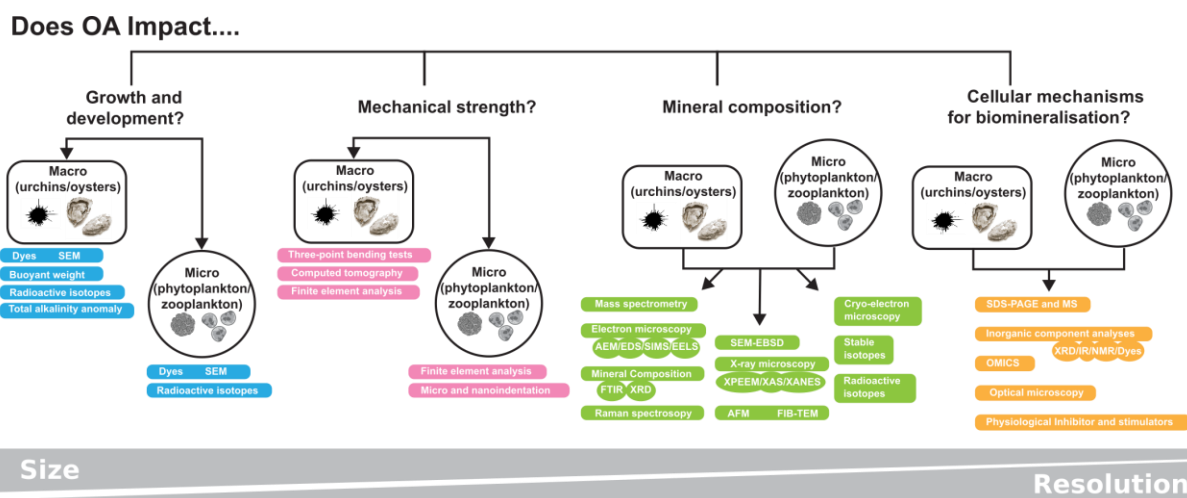 Does OA Impact....
Growth and
development?
Macro
(urchins/oysters)
Dyes SEM
Buoyant weight
Radioactive isotopes
Total alkalinity anomaly
Micro
(phytoplankton/
zooplankton)
Dyes SEM
Radioactive isotopes
Mechanical strength?
Macro
(urchins/oysters)
Three-point bending tests
Computed tomography
Finite element analysis
Micro
(phytoplankton/
zooplankton)
Finite element analysis
Micro and nanoindentation
Mineral composition?
Macro
(urchins/oysters)
Micro
(phytoplankton/
zooplankton)
Mass spectrometry
Electron microscopy
AEM/EDS/SIMS/EELS
Mineral Composition
FTIR XRD
Raman spectrosopy
SEM-EBSD
X-ray microscopy
XPEEM/XAS/XANES
AFM FIB-TEM
Cryo-electron
microscopy
Stable
isotopes
Radioactive
isotopes
Cellular mechanisms
for biomineralisation?
Macro
(urchins/oysters)
Micro
(phytoplankton/
zooplankton)
SDS-PAGE and MS
Inorganic component analyses
XRD/IR/NMR/Dyes
OMICS
Optical microscopy
Physiological Inhibitor and stimulators
Size
Resolution